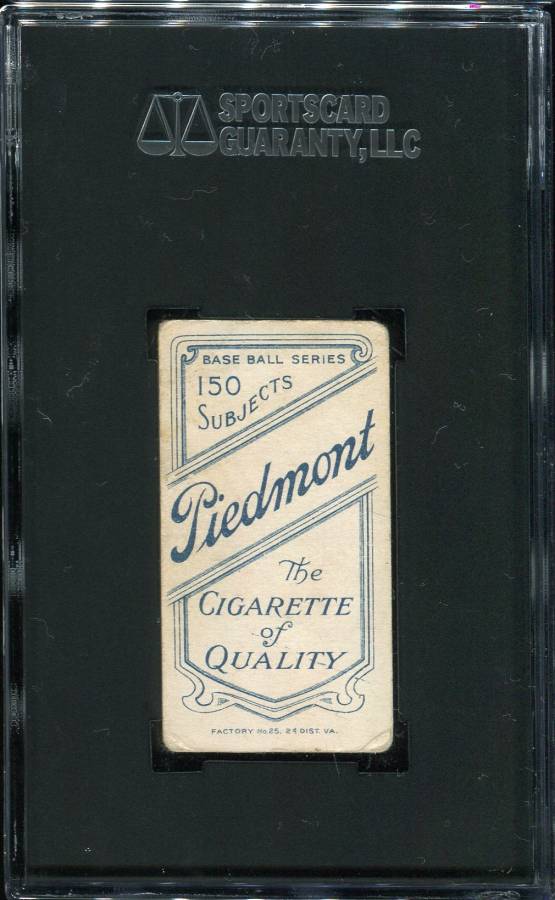 SPORTSCARD
GUARANTY, LLC
BASE BALL SERIES
150
SUBJECTS
Piedmont
The
CIGARETTE
of
QUALITY
FACTORY No 25, 2d DIST. VA.